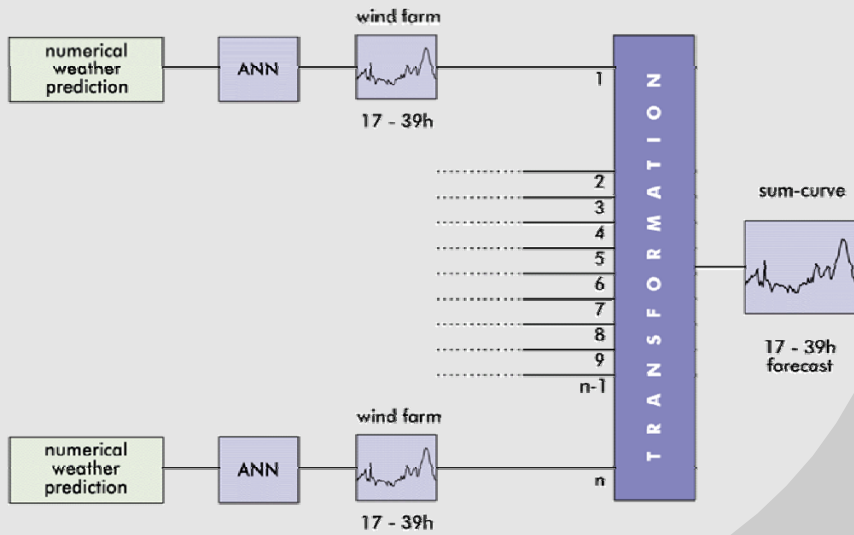 wind farm
numerical
weather
prediction
ANN
17 - 39h
1
2
3
4
5
6
7
8
9
n-1
n
TRANSFORMATION
sum-curve
17 - 39h
farecast
wind farm
numerical
weather
prediction
ANN
17 - 39h